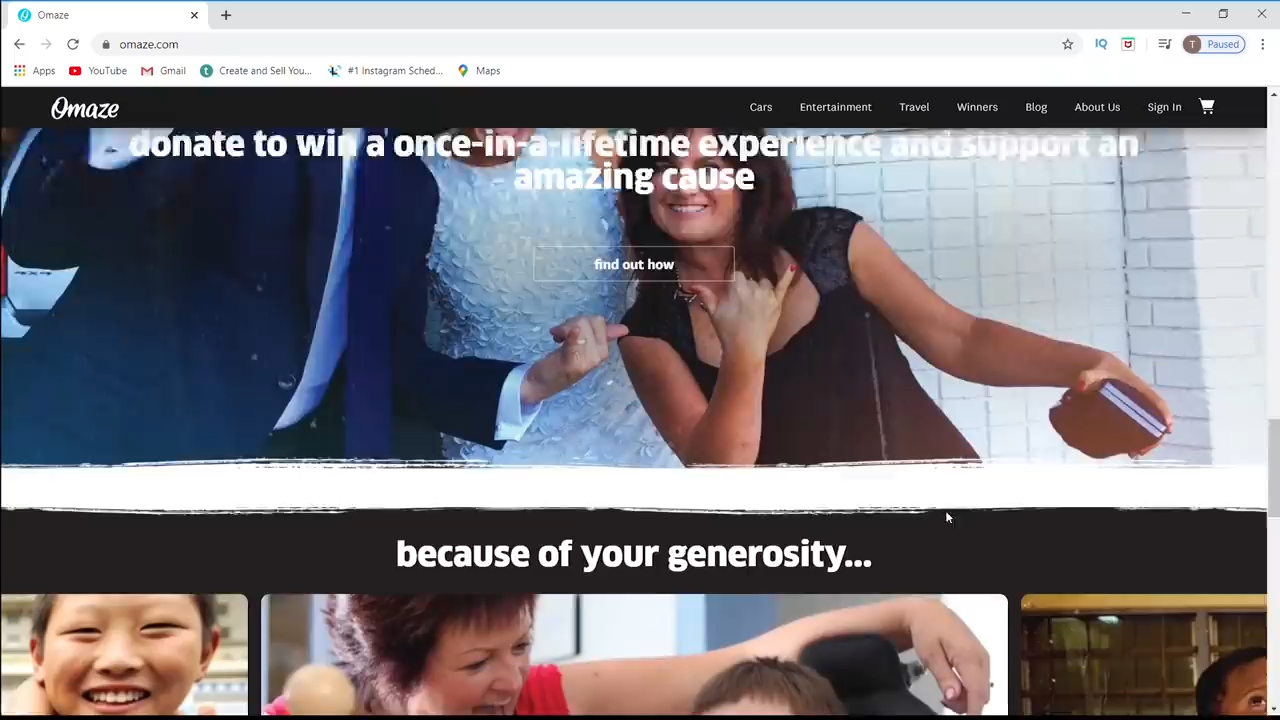 Omaze
omaze.com
Paused
T
Apps
YouTube
Gmail
Create and Sell You...
#1 Instagram Sched...
Maps
Omaze
Cars
Entertainment
Travel
Winners
Blog
About Us
Sign In
donate to win a once-in-a-lifetime experience and support an
amazing cause
find out how
because of your generosity...